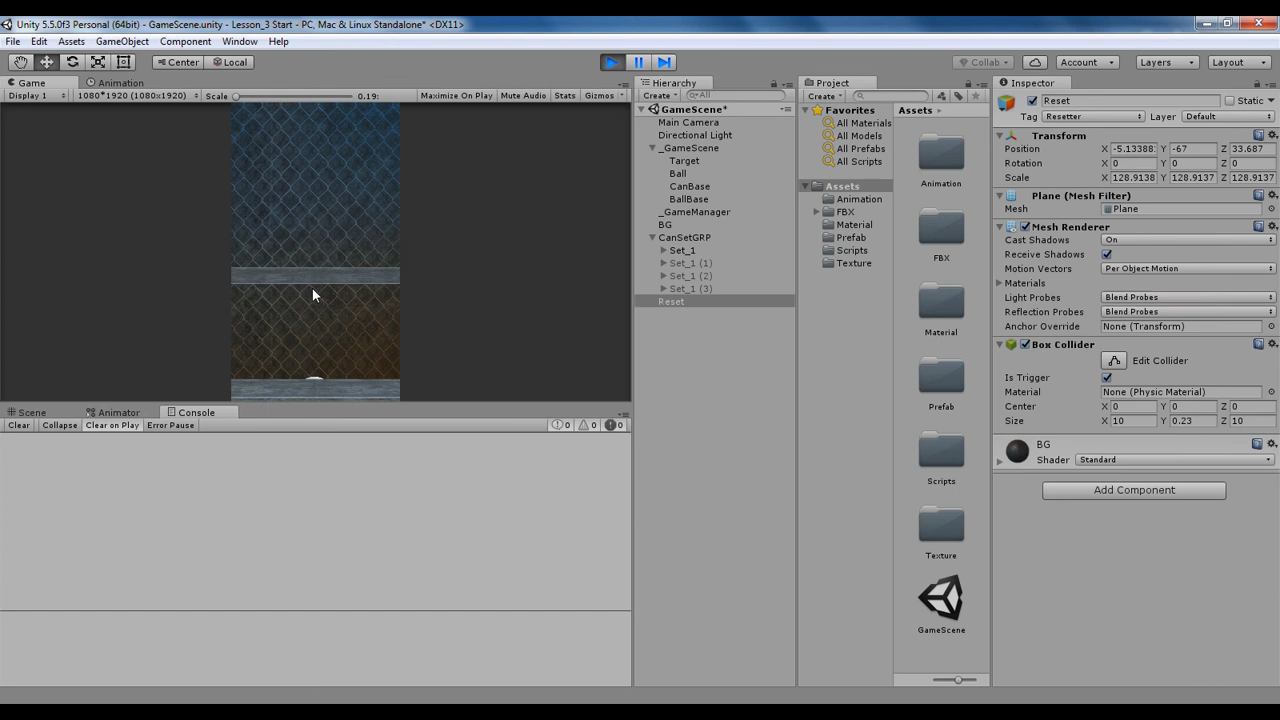 Unity 5.5.0f3 Personal (64bit) - GameScene.unity - Lesson_3 Start - PC, Mac & Linux Standalone* <DX11>
File Edit Assets GameObject Component Window Help
Center Local Collab Account Layers Layout
Game Animation
Display 1 1080*1920 (1080x1920) Scale 0.19: Maximize On Play Mute Audio Stats Gizmos
Scene Animator Console
Clear Collapse Clear on Play Error Pause 0 0 0
Hierarchy
Create All
GameScene*
Main Camera
Directional Light
_GameScene
Target
Ball
CanBase
BallBase
_GameManager
BG
CanSetGRP
Set_1
Set_1 (1)
Set_1 (2)
Set_1 (3)
Reset
Project
Create
Favorites
All Materials
All Models
All Prefabs
All Scripts
Assets
Animation
FBX
Material
Prefab
Scripts
Texture
Assets
Animation
FBX
Material
Prefab
Scripts
Texture
GameScene
Inspector
Reset Static
Tag Resetter Layer Default
Transform
Position X -5.13388: Y -67 Z 33.687
Rotation X 0 Y 0 Z 0
Scale X 128.9138 Y 128.9137 Z 128.9137
Plane (Mesh Filter)
Mesh Plane
Mesh Renderer
Cast Shadows On
Receive Shadows
Motion Vectors Per Object Motion
Materials
Light Probes Blend Probes
Reflection Probes Blend Probes
Anchor Override None (Transform)
Box Collider
Edit Collider
Is Trigger
Material None (Physic Material)
Center X 0 Y 0 Z 0
Size X 10 Y 0.23 Z 10
BG
Shader Standard
Add Component